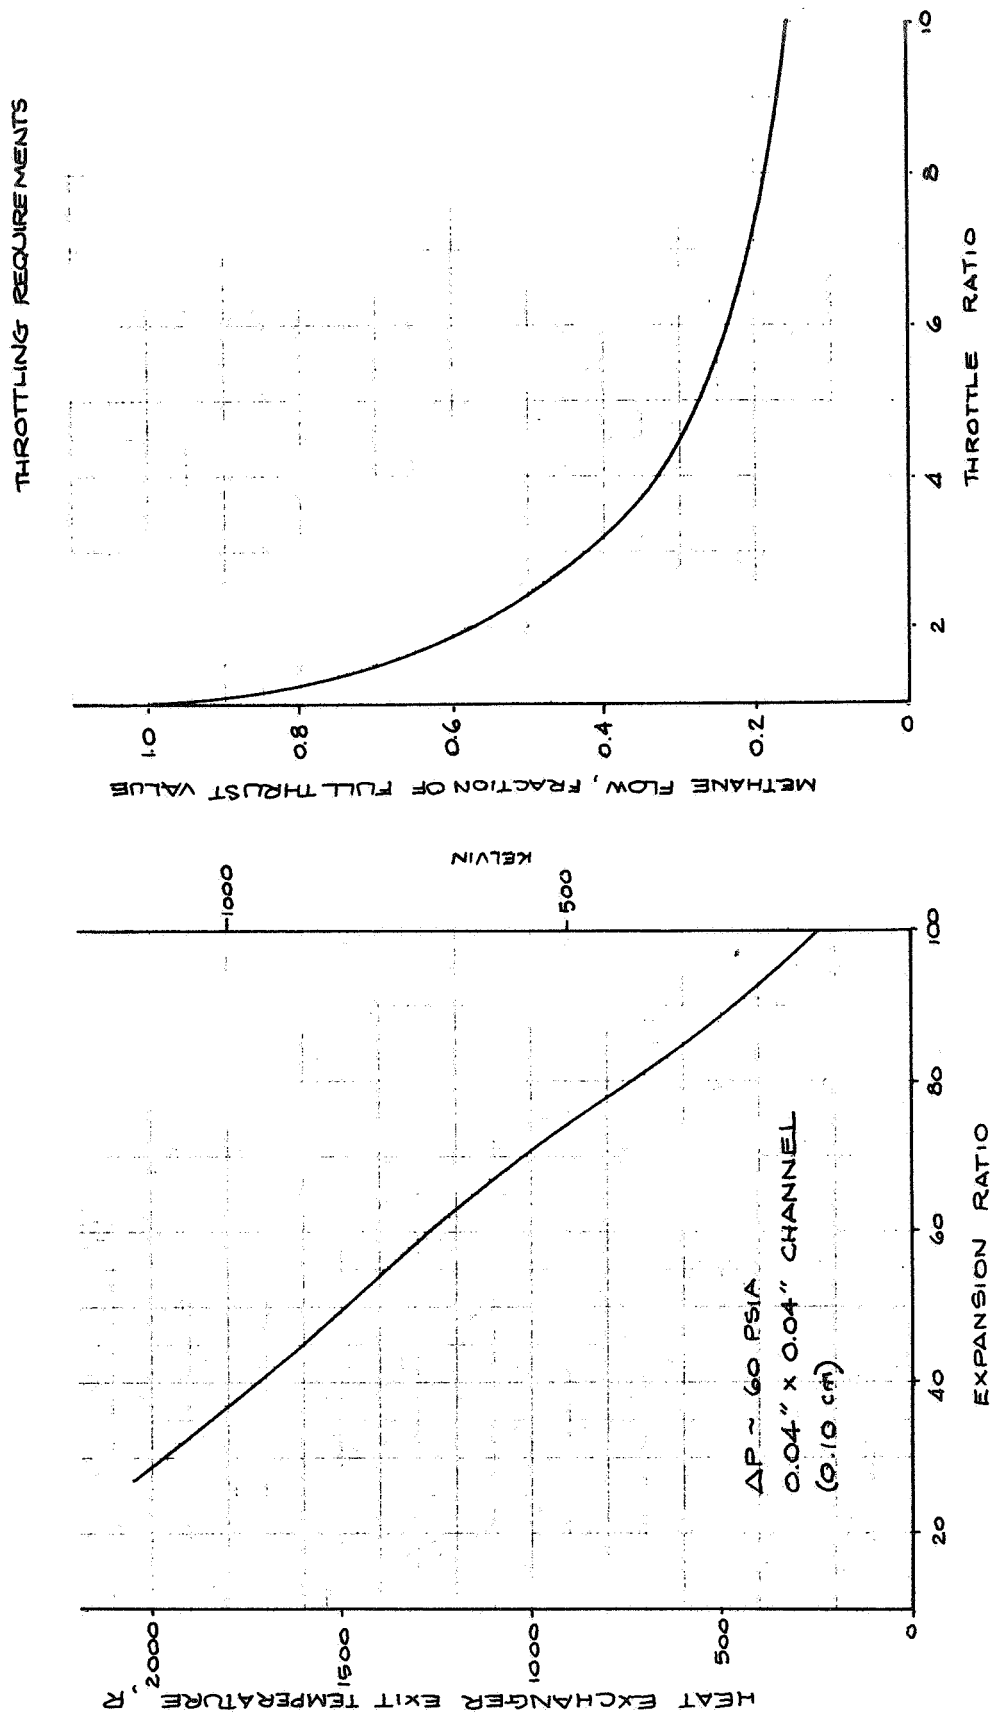 THROTTLING REQUIREMENTS
HEAT EXCHANGER EXIT TEMPERATURE, R
2000
1500
1000
500
0
20
40
60
80
100
EXPANSION RATIO
ΔP ~ 60 PSIA
0.04" x 0.04" CHANNEL
(0.10 cm)
1000
500
KELVIN
METHANE FLOW, FRACTION OF FULL THRUST VALUE
1.0
0.8
0.6
0.4
0.2
0
2
4
6
8
10
THROTTLE RATIO